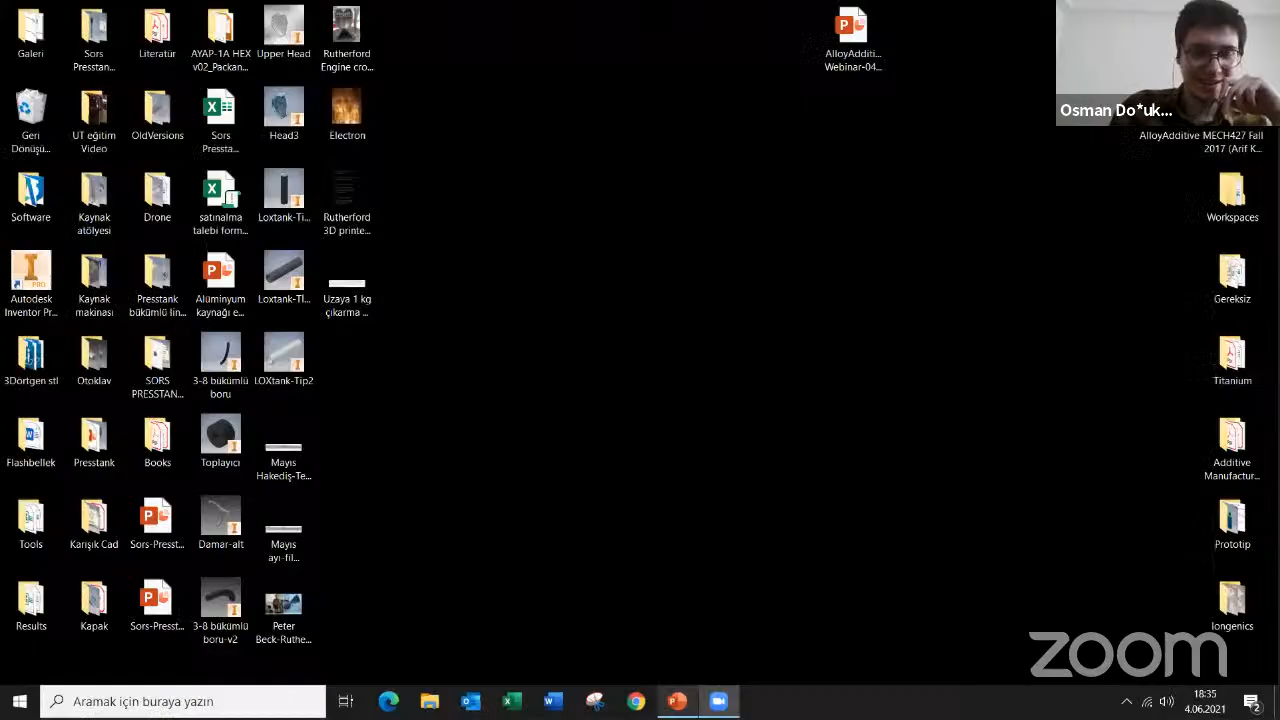 Galeri
Sors
Presstan...
Literatür
AYAP-1A HEX
v02_Packan...
Upper Head
Rutherford
Engine cro...
AlloyAdditi...
Webinar-04...
Osman Do*uk...
Geri
Dönüşü...
UT eğitim
Video
OldVersions
Sors
Pressta...
Head3
Electron
AlloyAdditive MECH427 Fall
2017 (Arif K...
Software
Kaynak
atölyesi
Drone
satınalma
talebi form...
Loxtank-Ti...
Rutherford
3D printe...
Workspaces
PRO
Autodesk
Inventor Pr...
Kaynak
makinası
Presstank
bükümlü lin...
Alüminyum
kaynağı e...
Loxtank-TI...
Uzaya 1 kg
çıkarma ...
Gereksiz
3Dörtgen stl
Otoklav
SORS
PRESSTAN...
3-8 bükümlü
boru
LOXtank-Tip2
Titanium
Flashbellek
Presstank
Books
Toplayıcı
Mayıs
Hakediş-Te...
Additive
Manufactur...
Tools
Karışık Cad
Sors-Presst...
Damar-alt
Mayıs
ayı-fil...
Prototip
Results
Kapak
Sors-Presst...
3-8 bükümlü
boru-v2
Peter
Beck-Ruthe...
Iongenics
zoom
Aramak için buraya yazın
18:35
4.06.2021
2